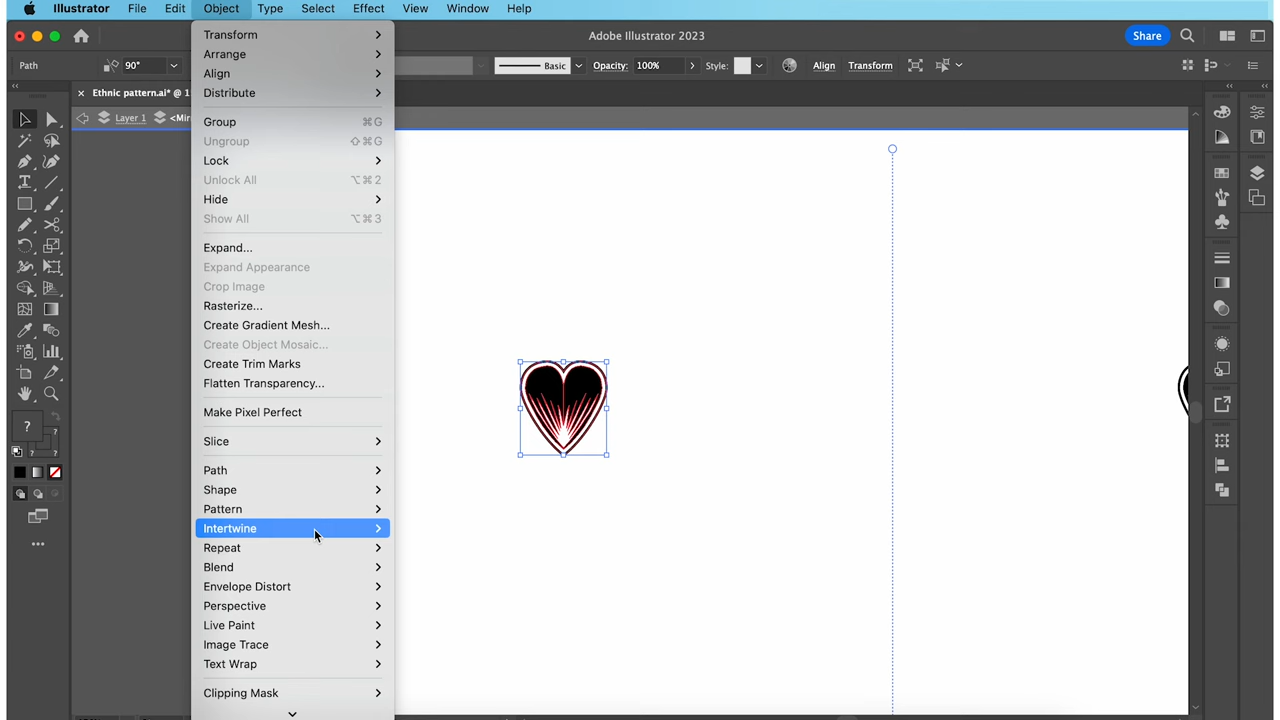 Illustrator File Edit Object Type Select Effect View Window Help
Adobe Illustrator 2023
Share
Path
90°
Basic
Opacity:
100%
Style:
Align
Transform
× Ethnic pattern.ai* @ 1
Layer 1
<Mir
Transform
Arrange
Align
Distribute
Group ⌘G
Ungroup ⇧⌘G
Lock
Unlock All ⌥⌘2
Hide
Show All ⌥⌘3
Expand...
Expand Appearance
Crop Image
Rasterize...
Create Gradient Mesh...
Create Object Mosaic...
Create Trim Marks
Flatten Transparency...
Make Pixel Perfect
Slice
Path
Shape
Pattern
Intertwine
Repeat
Blend
Envelope Distort
Perspective
Live Paint
Image Trace
Text Wrap
Clipping Mask
?
?
? ?